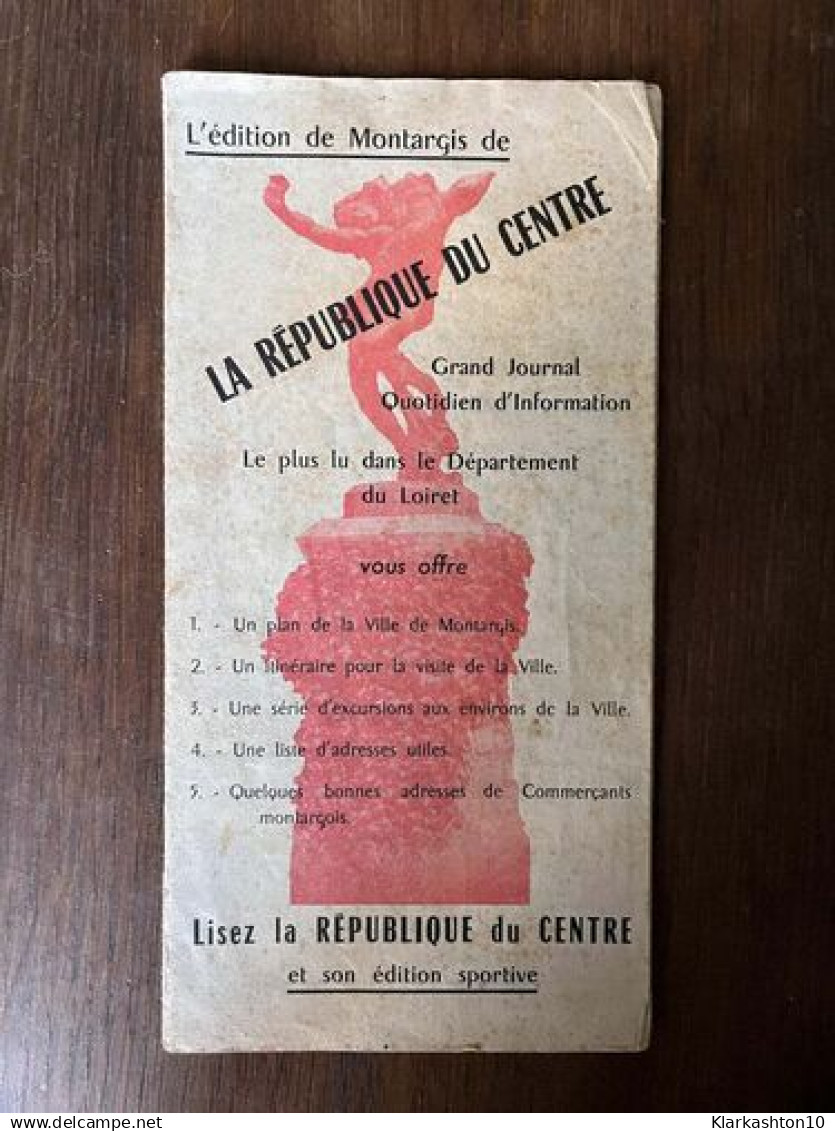 L'édition de Montargis de
LA RÉPUBLIQUE DU CENTRE
Grand Journal
Quotidien d'Information
Le plus lu dans le Département
du Loiret
vous offre
1. - Un plan de la Ville de Montargis.
2. - Un itinéraire pour la visite de la Ville.
3. - Une série d'excursions aux environs de la Ville.
4. - Une liste d'adresses utiles.
5. - Quelques bonnes adresses de Commerçants
montargois.
Lisez la RÉPUBLIQUE du CENTRE
et son édition sportive
Klarkashton10